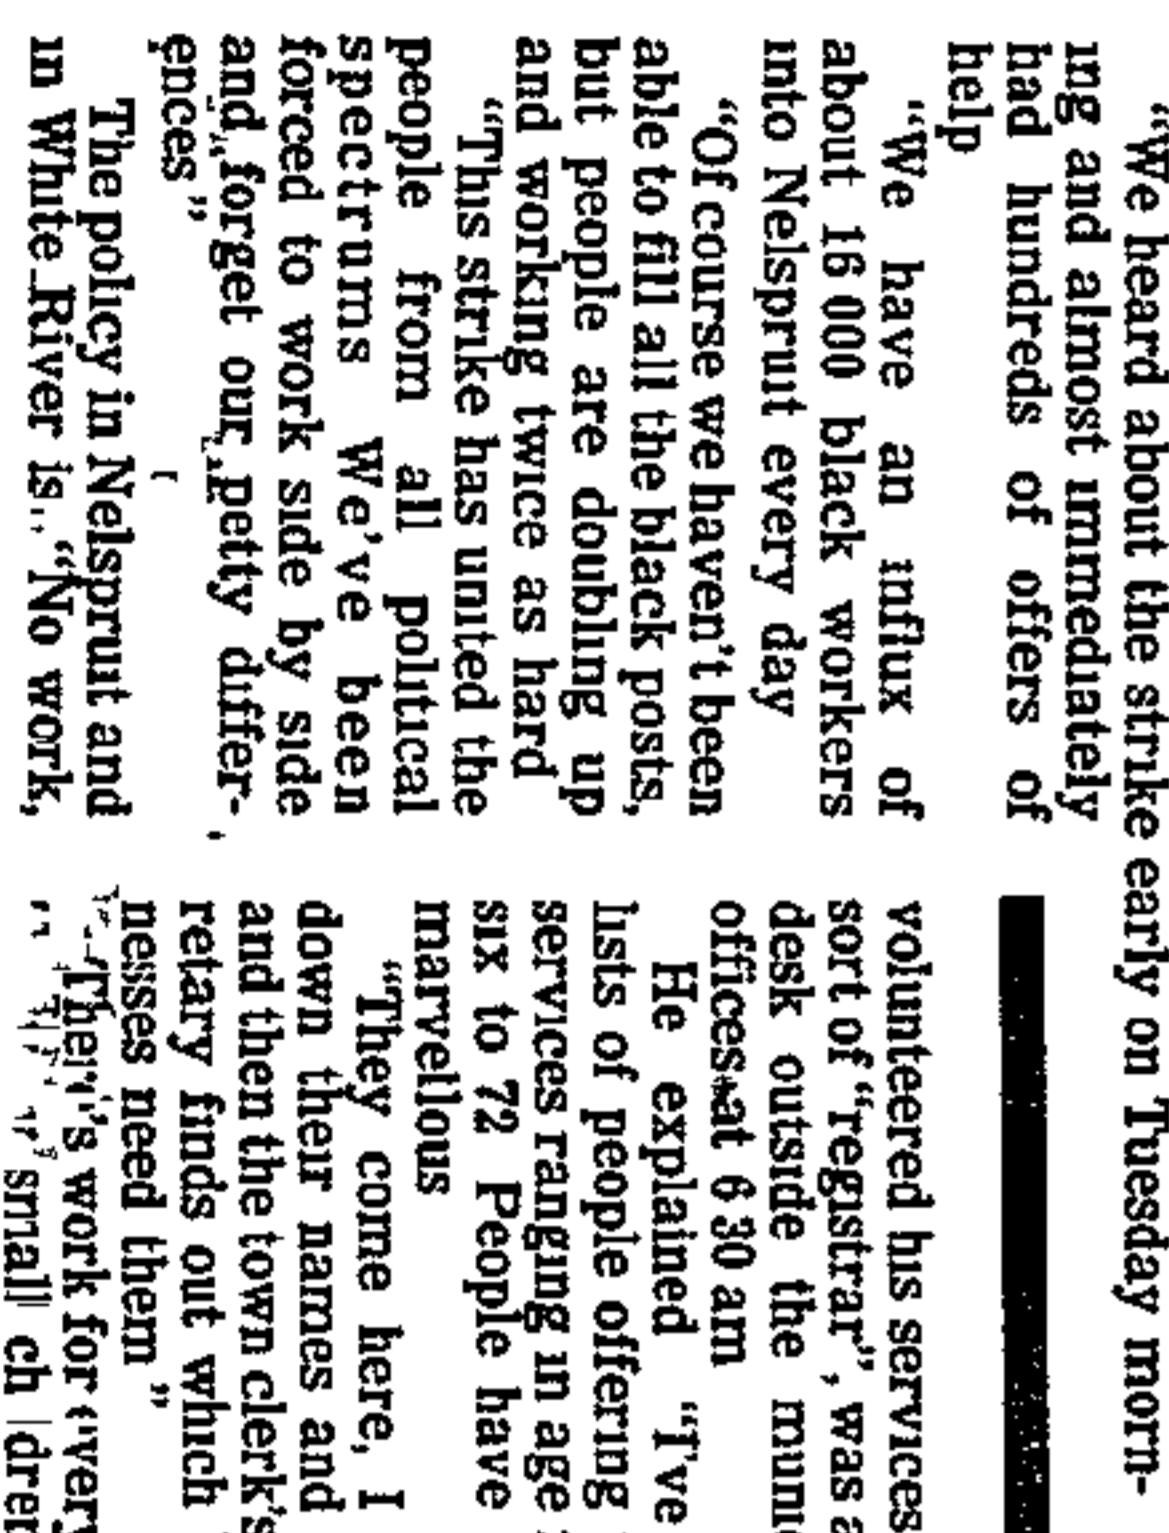 “We heard about the strike early on Tuesday morn-
ing and almost immediately
had hundreds of offers of
help
“We have an influx of
about 16 000 black workers
into Nelspruit every day
“Of course we haven't been
able to fill all the black posts,
but people are doubling up
and working twice as hard
“This strike has united the
people from all political
spectrums We've been
forced to work side by side
and forget our petty differ-
ences ”
The policy in Nelspruit and
in White River is “No work,
volunteered his services
sort of “registrar”, was a
desk outside the
offices at 6 30 am
He explained “I've
lists of people offering
services ranging in age
six to 72 People have
marvellous
“They come here, I
down their names and
and then the town clerk's
retary finds out which
nesses need them ”
work for every
small